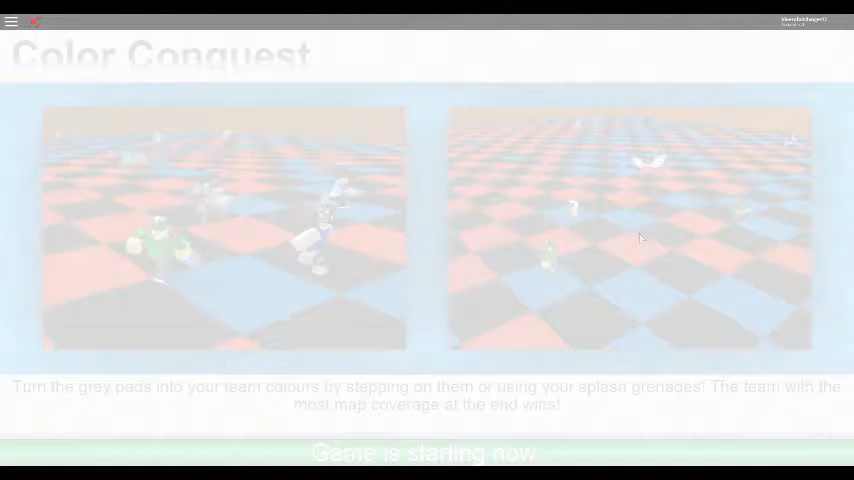 Color Conquest
Turn the grey pads into your team colours by stepping on them or using your splash grenades! The team with the
most map coverage at the end wins!
Game is starting now